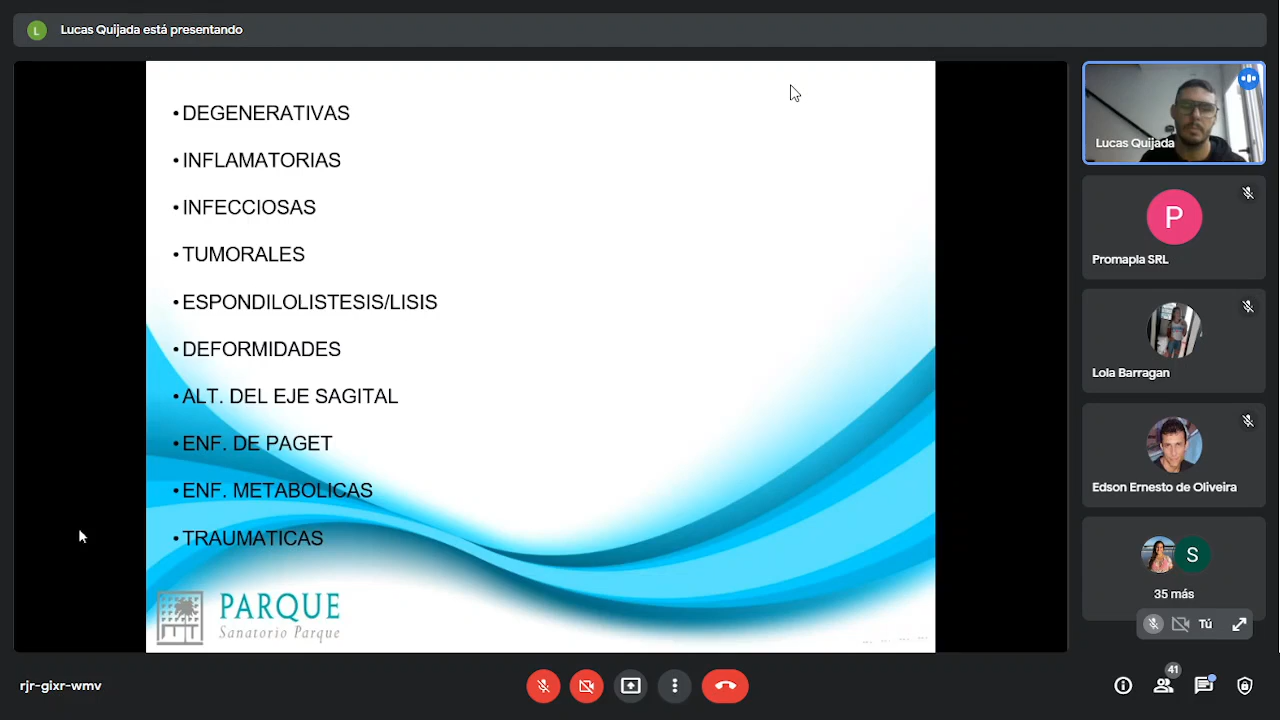 L
Lucas Quijada está presentando
•DEGENERATIVAS
•INFLAMATORIAS
•INFECCIOSAS
•TUMORALES
•ESPONDILOLISTESIS/LISIS
•DEFORMIDADES
•ALT. DEL EJE SAGITAL
•ENF. DE PAGET
•ENF. METABOLICAS
•TRAUMATICAS
PARQUE
Sanatorio Parque
Lucas Quijada
P
Promapla SRL
Lola Barragan
Edson Ernesto de Oliveira
S
35 más
Tú
rjr-gixr-wmv
41